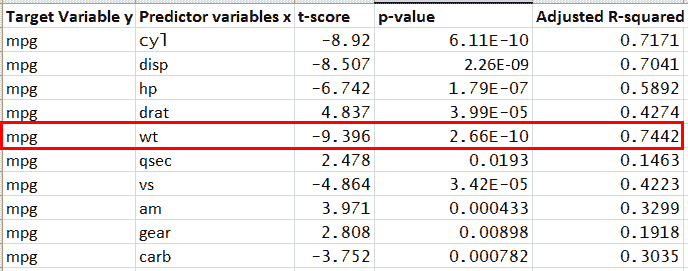 Target Variable y Predictor variables x t-score p-value Adjusted R-squared
mpg cyl -8.92 6.11E-10 0.7171
mpg disp -8.507 2.26E-09 0.7041
mpg hp -6.742 1.79E-07 0.5892
mpg drat 4.837 3.99E-05 0.4274
mpg wt -9.396 2.66E-10 0.7442
mpg qsec 2.478 0.0193 0.1463
mpg vs -4.864 3.42E-05 0.4223
mpg am 3.971 0.000433 0.3299
mpg gear 2.808 0.00898 0.1918
mpg carb -3.752 0.000782 0.3035